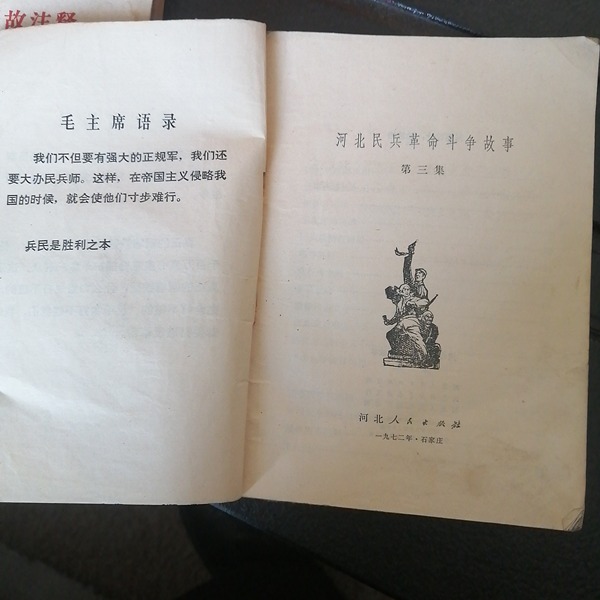 故注释
毛主席语录
我们不但要有强大的正规军，我们还
要大办民兵师。这样，在帝国主义侵略我
国的时候，就会使他们寸步难行。
兵民是胜利之本
河北民兵革命斗争故事
第三集
河北人民出版社
一九七二年·石家庄